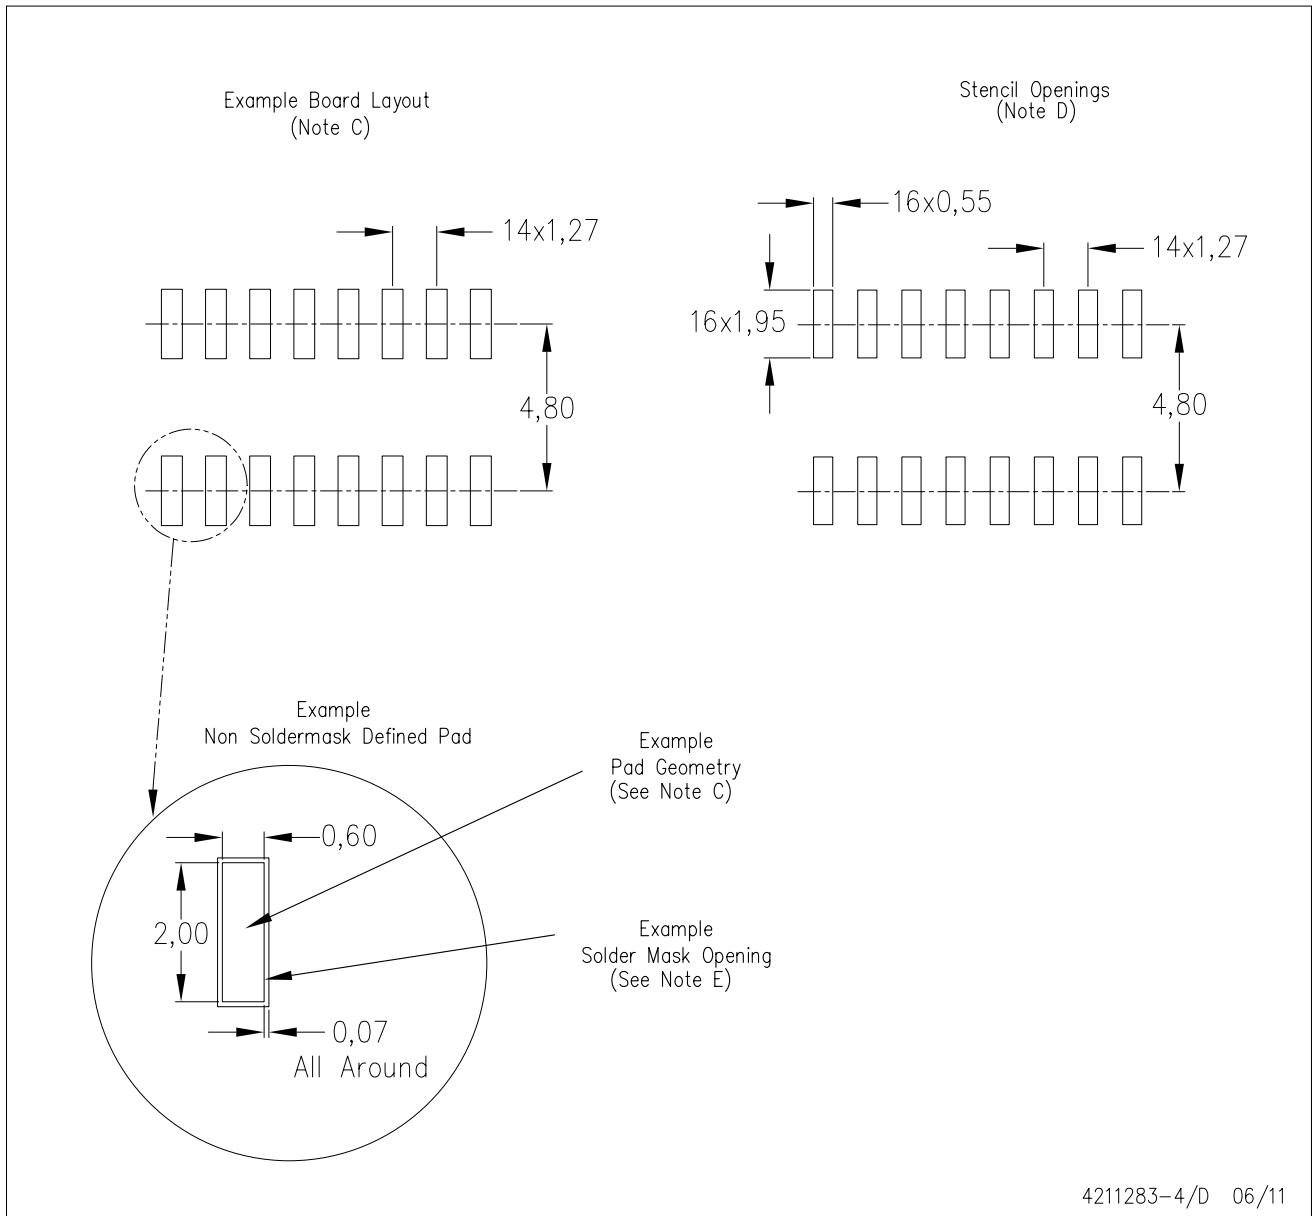 Example Board Layout
(Note C)
Stencil Openings
(Note D)
14x1,27
4,80
16x0,55
14x1,27
16x1,95
4,80
Example
Non Soldermask Defined Pad
Example
Pad Geometry
(See Note C)
0,60
2,00
Example
Solder Mask Opening
(See Note E)
0,07
All Around
4211283-4/D 06/11